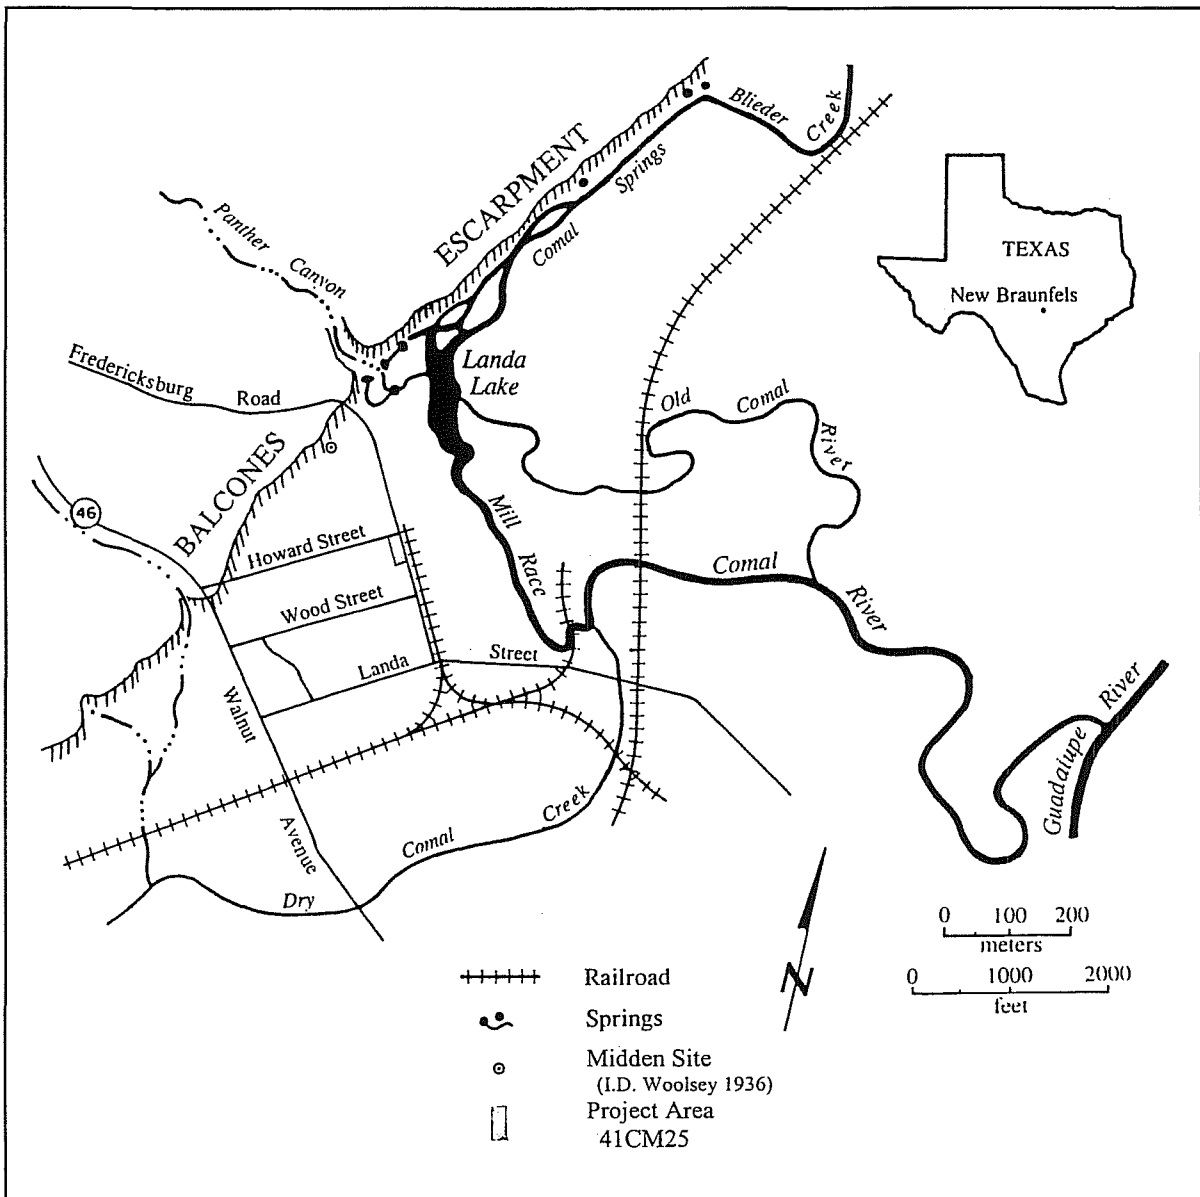 Blieder
Creek
Springs
Comal
ESCARPMENT
Panther
Canyon
TEXAS
New Braunfels
Landa
Lake
Fredericksburg
Road
Old
Comal
River
BALCONES
46
Howard Street
Mill
Race
Comal
River
Wood Street
Landa
Street
Walnut
Avenue
River
Guadalupe
Creek
Comal
Dry
0 100 200
meters
N
0 1000 2000
feet
Railroad
Springs
Midden Site
(I.D. Woolsey 1936)
Project Area
41CM25